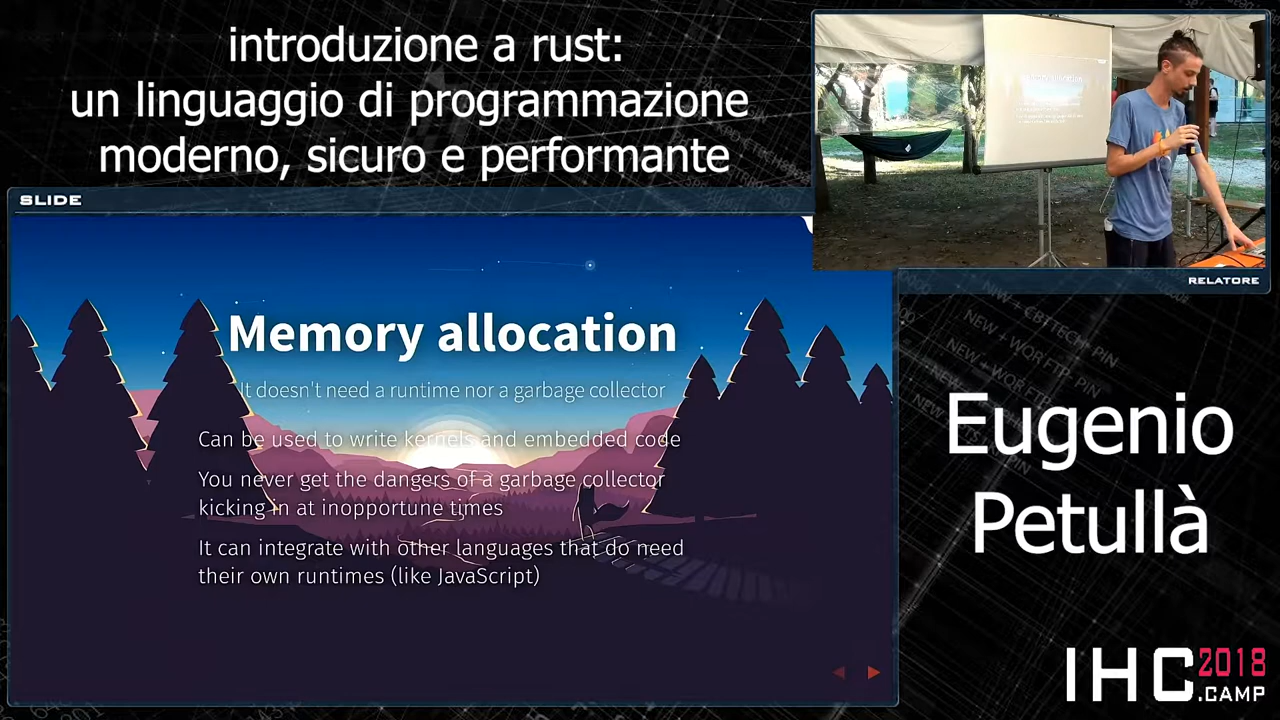 introduzione a rust:
un linguaggio di programmazione
moderno, sicuro e performante
SLIDE
Memory allocation
It doesn't need a runtime nor a garbage collector
Can be used to write kernels and embedded code
You never get the dangers of a garbage collector
kicking in at inopportune times
It can integrate with other languages that do need
their own runtimes (like JavaScript)
RELATORE
Eugenio
Petullà
IHC 2018
.CAMP